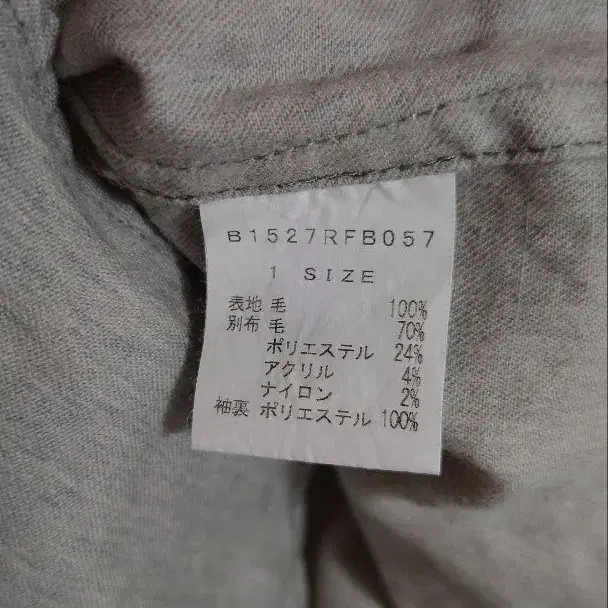 B1527RFB057
1 SIZE
表地 毛 100%
別布 毛 70%
ポリエステル 24%
アクリル 4%
ナイロン 2%
袖裏 ポリエステル 100%